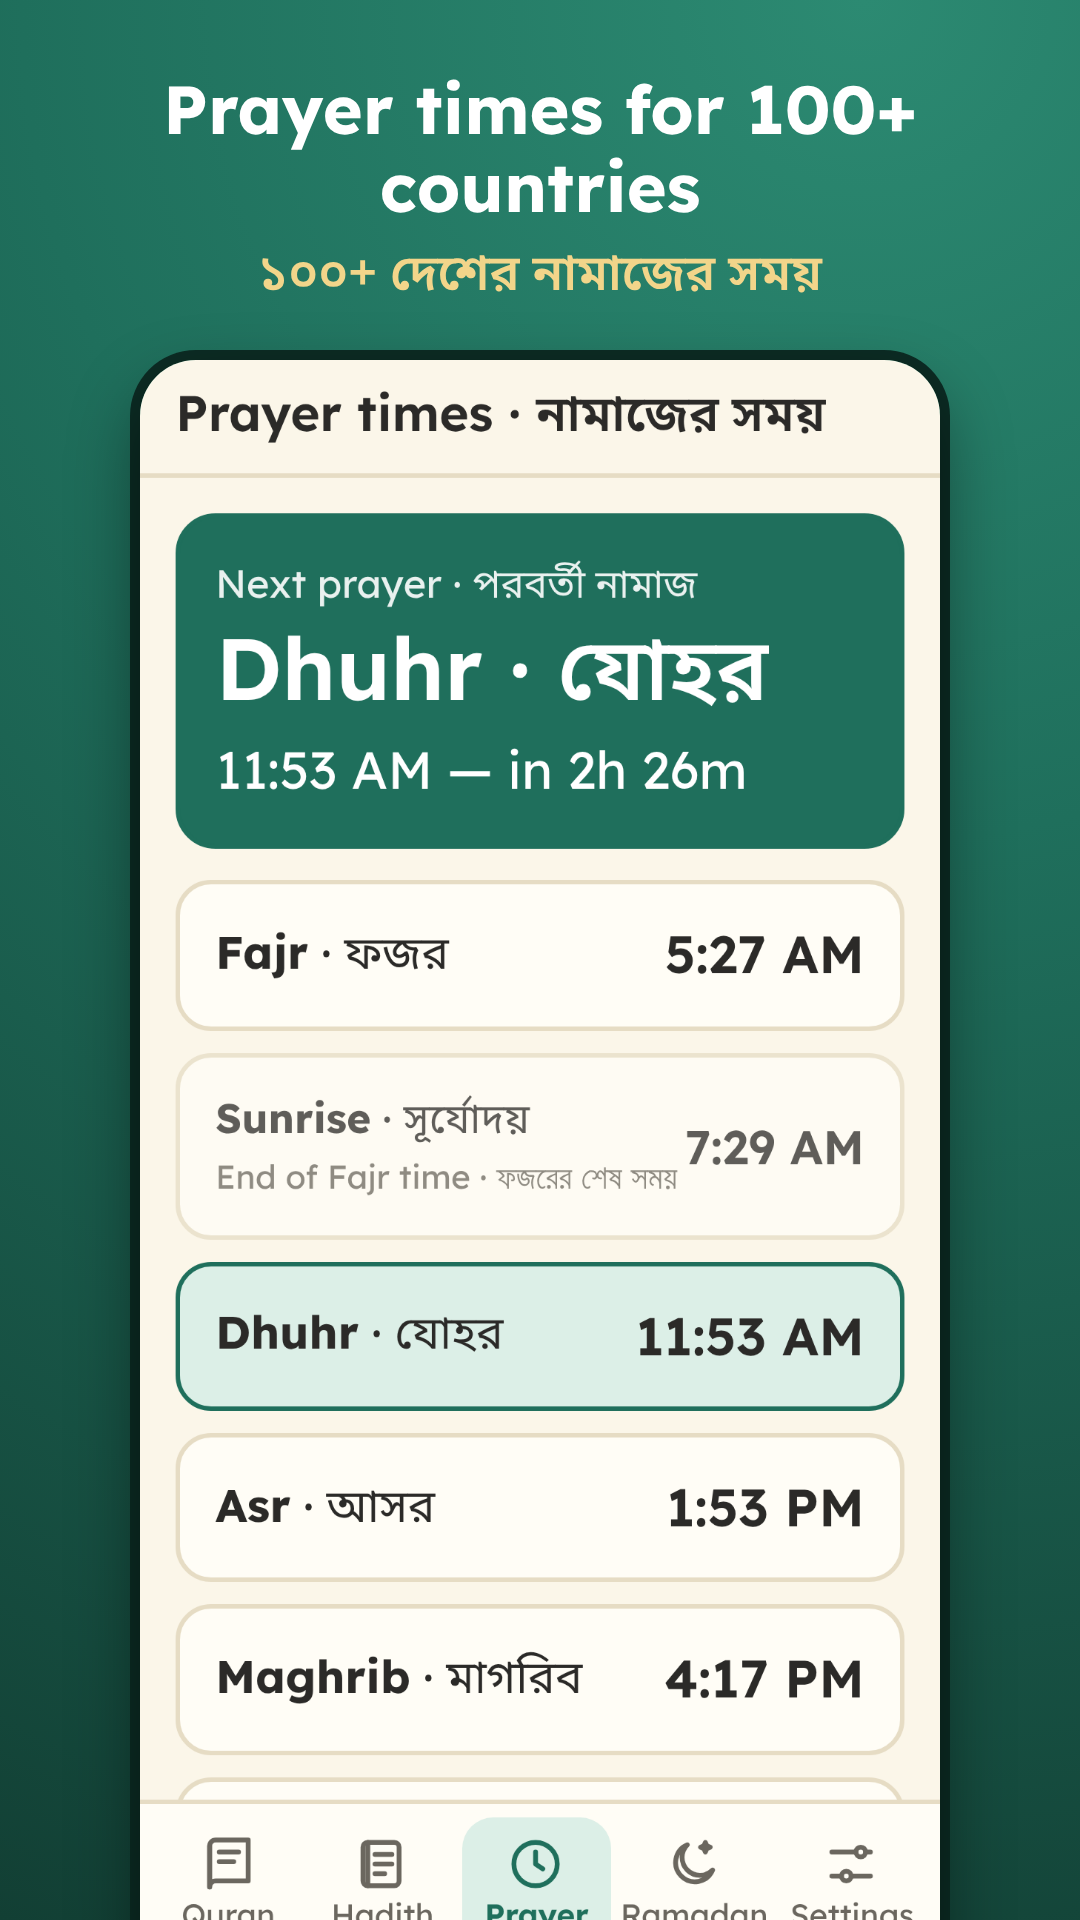 Prayer times for 100+
countries
১০০+ দেশের নামাজের সময়
Prayer times · নামাজের সময়
Next prayer · পরবর্তী নামাজ
Dhuhr · যোহর
11:53 AM — in 2h 26m
Fajr · ফজর 5:27 AM
Sunrise · সূর্যোদয় 7:29 AM
End of Fajr time · ফজরের শেষ সময়
Dhuhr · যোহর 11:53 AM
Asr · আসর 1:53 PM
Maghrib · মাগরিব 4:17 PM
Quran Hadith Prayer Ramadan Settings